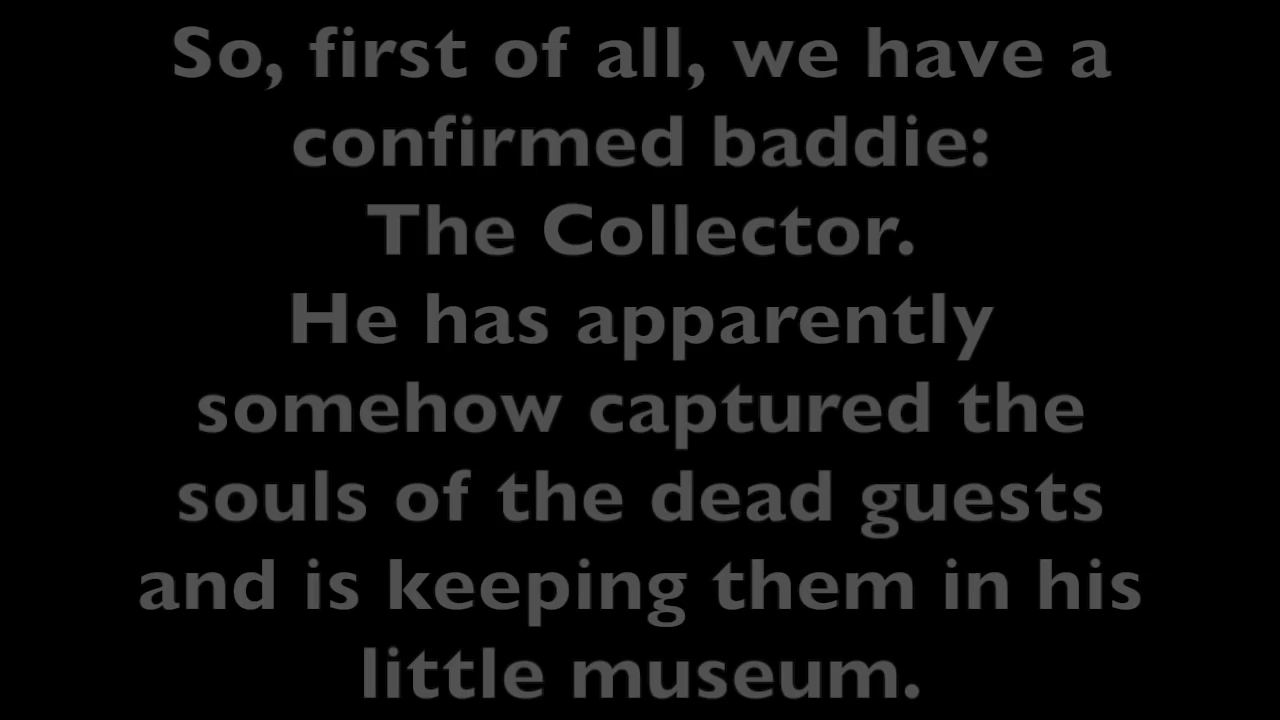 So, first of all, we have a
confirmed baddie:
The Collector.
He has apparently
somehow captured the
souls of the dead guests
and is keeping them in his
little museum.